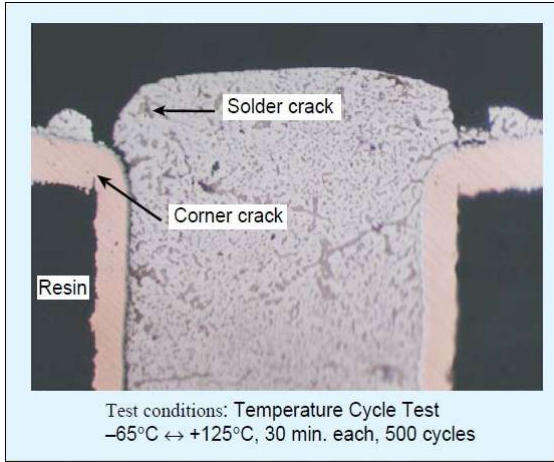 Solder crack
Corner crack
Resin
Test conditions: Temperature Cycle Test
–65°C ↔ +125°C, 30 min. each, 500 cycles